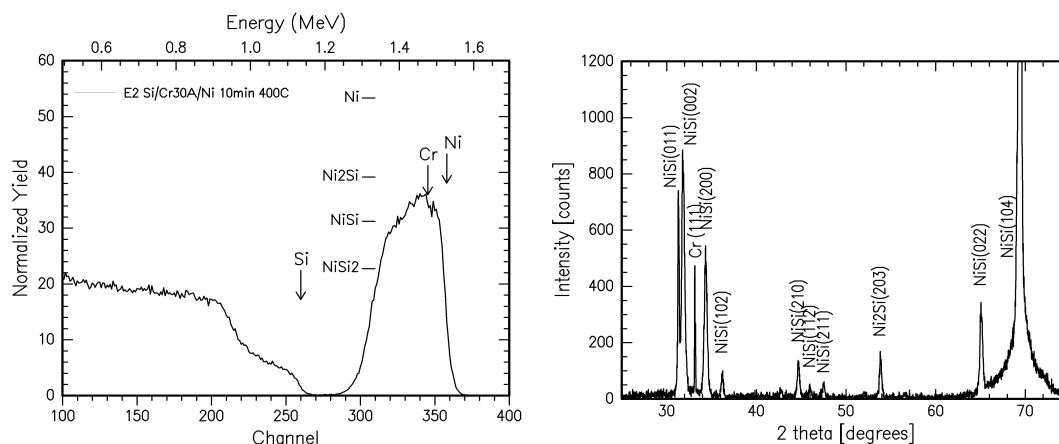 Energy (MeV)
0.6 0.8 1.0 1.2 1.4 1.6
60
50
40
30
20
10
0
Normalized Yield
E2 Si/Cr30A/Ni 10min 400C
Ni
Ni2Si
NiSi
NiSi2
Si
Cr
Ni
100 150 200 250 300 350 400
Channel
1200
1000
800
600
400
200
0
Intensity [counts]
NiSi(011)
NiSi(002)
Cr (111)
NiSi(200)
NiSi(102)
NiSi(210)
NiSi(112)
NiSi(211)
Ni2Si(203)
NiSi(022)
NiSi(104)
30 40 50 60 70
2 theta [degrees]